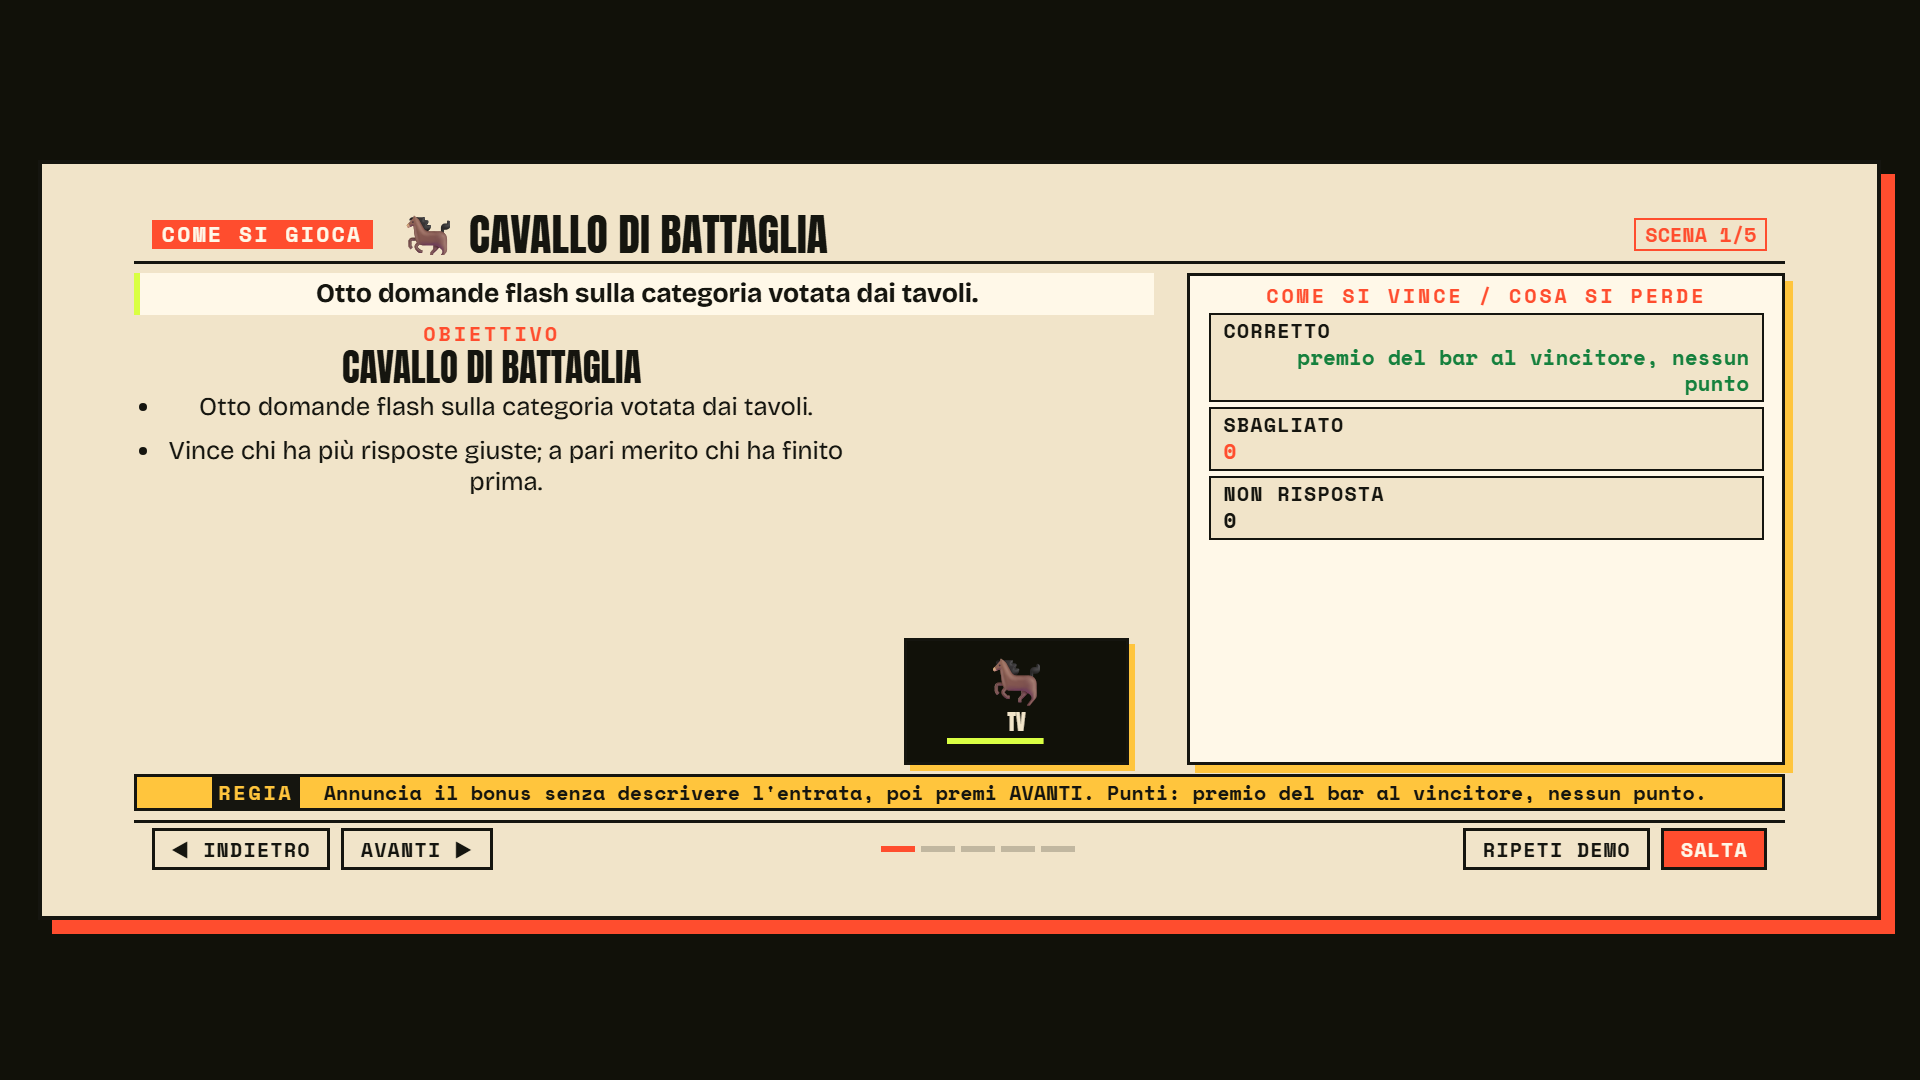 COME SI GIOCA
CAVALLO DI BATTAGLIA
SCENA 1/5
Otto domande flash sulla categoria votata dai tavoli.
OBIETTIVO
CAVALLO DI BATTAGLIA
• Otto domande flash sulla categoria votata dai tavoli.
• Vince chi ha più risposte giuste; a pari merito chi ha finito
prima.
TV
COME SI VINCE / COSA SI PERDE
CORRETTO
premio del bar al vincitore, nessun
punto
SBAGLIATO
0
NON RISPOSTA
0
REGIA Annuncia il bonus senza descrivere l'entrata, poi premi AVANTI. Punti: premio del bar al vincitore, nessun punto.
◀ INDIETRO
AVANTI ▶
RIPETI DEMO
SALTA